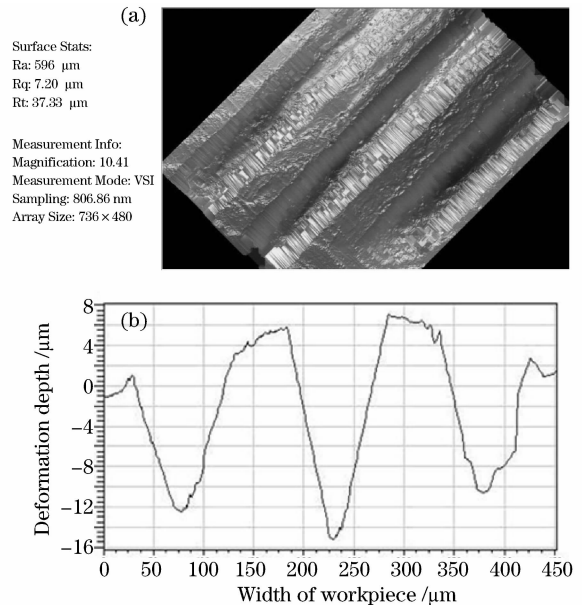 (a)
Surface Stats:
Ra: 596 μm
Rq: 7.20 μm
Rt: 37.33 μm
Measurement Info:
Magnification: 10.41
Measurement Mode: VSI
Sampling: 806.86 nm
Array Size: 736×480
(b)
Deformation depth /μm
8
4
0
−4
−8
−12
−16
0 50 100 150 200 250 300 350 400 450
Width of workpiece /μm